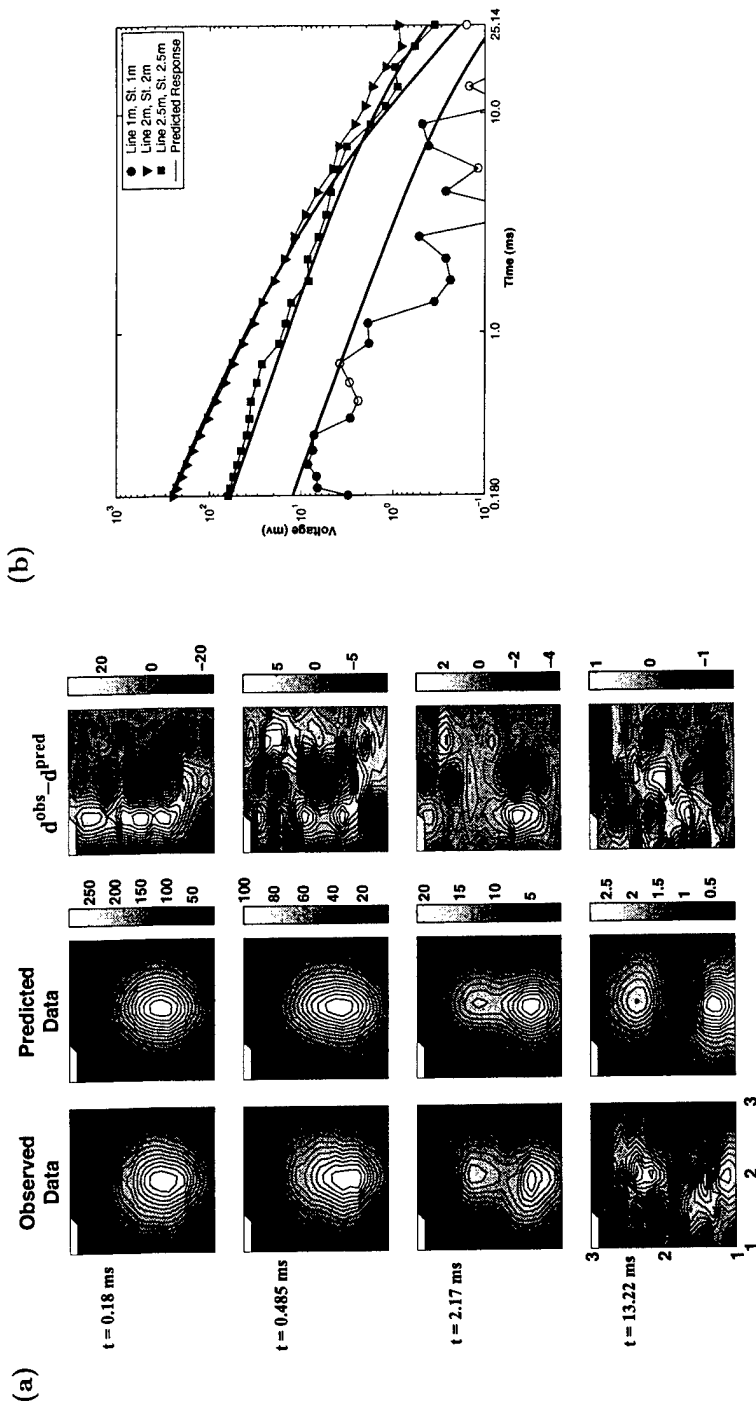 (a)
Observed
Data
Predicted
Data
d^obs–d^pred
t = 0.18 ms
250
200
150
100
50
20
0
−20
t = 0.485 ms
100
80
60
40
20
5
0
−5
t = 2.17 ms
20
15
10
5
2
0
−2
−4
t = 13.22 ms
3
2
1
1
2
3
2.5
2
1.5
1
0.5
1
0
−1
(b)
Line 1m, St. 1m
Line 2m, St. 2m
Line 2.5m, St. 2.5m
Predicted Response
Voltage (mv)
10^3
10^2
10^1
10^0
10^-1
0.180
1.0
10.0
25.14
Time (ms)